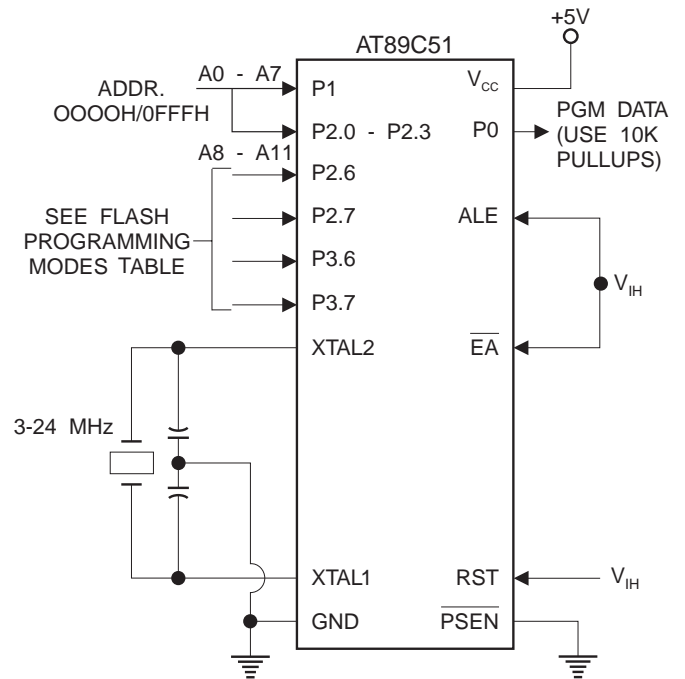 +5V
AT89C51
A0 - A7
ADDR.
OOOOH/0FFFH
P1
VCC
P2.0 - P2.3
P0
PGM DATA
(USE 10K
PULLUPS)
A8 - A11
P2.6
SEE FLASH
PROGRAMMING
MODES TABLE
P2.7
ALE
P3.6
VIH
P3.7
XTAL2
EA
3-24 MHz
XTAL1
RST
VIH
GND
PSEN